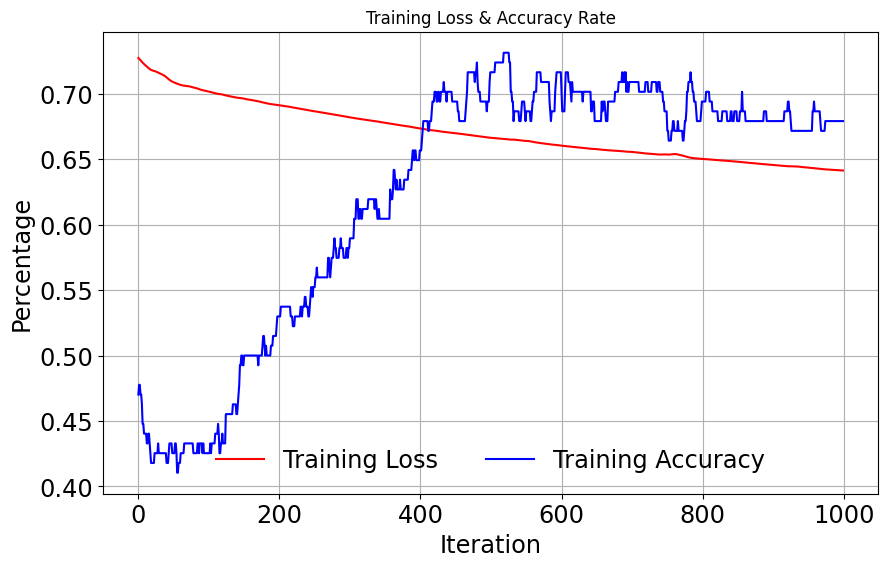 Training Loss & Accuracy Rate
Percentage
0.70
0.65
0.60
0.55
0.50
0.45
0.40
Training Loss
Training Accuracy
0 200 400 600 800 1000
Iteration